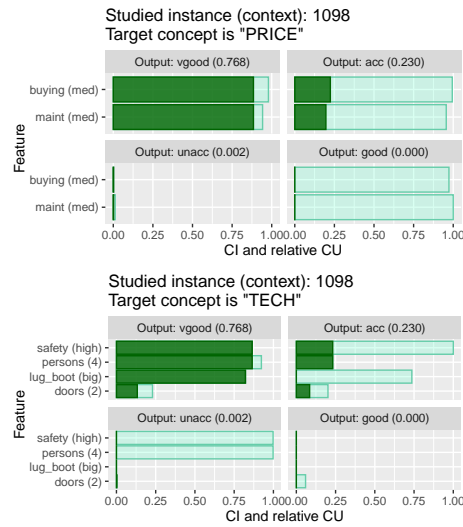 Studied instance (context): 1098
Target concept is "PRICE"
Output: vgood (0.768)
Output: acc (0.230)
buying (med)
maint (med)
Output: unacc (0.002)
Output: good (0.000)
buying (med)
maint (med)
Feature
0.00 0.25 0.50 0.75 1.00 0.00 0.25 0.50 0.75 1.00
CI and relative CU
Studied instance (context): 1098
Target concept is "TECH"
Output: vgood (0.768)
Output: acc (0.230)
safety (high)
persons (4)
lug_boot (big)
doors (2)
Output: unacc (0.002)
Output: good (0.000)
safety (high)
persons (4)
lug_boot (big)
doors (2)
Feature
0.00 0.25 0.50 0.75 1.00 0.00 0.25 0.50 0.75 1.00
CI and relative CU